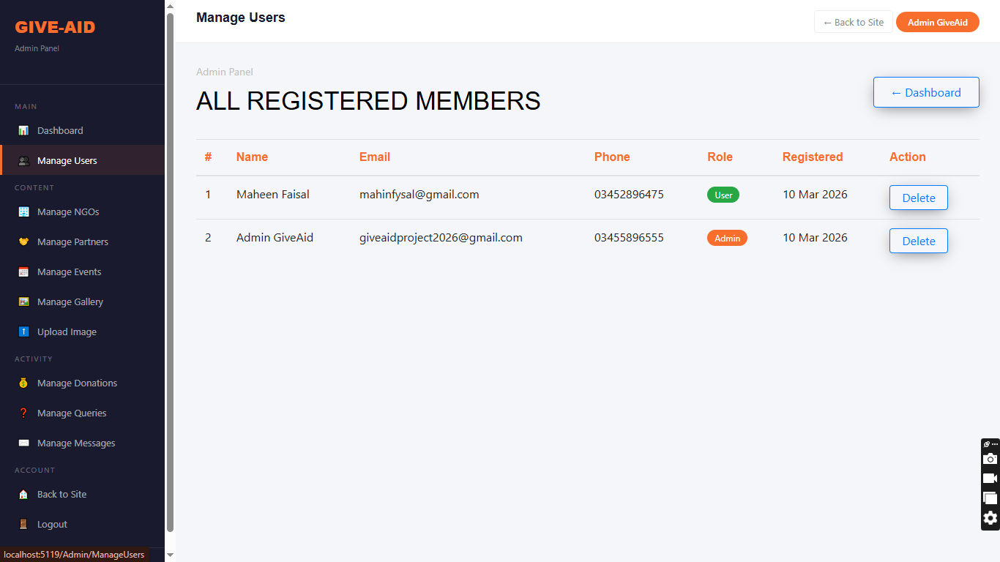 GIVE-AID
Admin Panel
MAIN
Dashboard
Manage Users
CONTENT
Manage NGOs
Manage Partners
Manage Events
Manage Gallery
Upload Image
ACTIVITY
Manage Donations
Manage Queries
Manage Messages
ACCOUNT
Back to Site
Logout
localhost:5119/Admin/ManageUsers
Manage Users
← Back to Site
Admin GiveAid
Admin Panel
ALL REGISTERED MEMBERS
← Dashboard
# Name Email Phone Role Registered Action
1 Maheen Faisal mahinfysal@gmail.com 03452896475 User 10 Mar 2026 Delete
2 Admin GiveAid giveaidproject2026@gmail.com 03455896555 Admin 10 Mar 2026 Delete